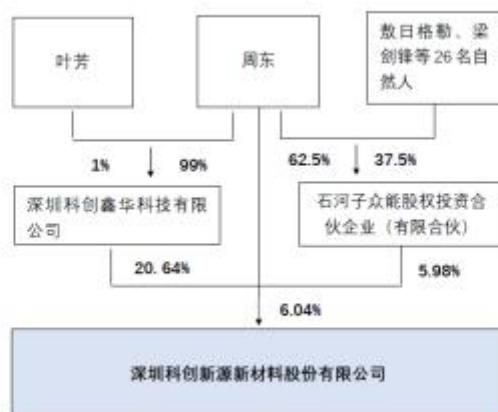 叶芳
周东
敖日格勒、梁
剑锋等26名自
然人
1%
99%
62.5%
37.5%
深圳科创鑫华科技有限
公司
石河子众能股权投资合
伙企业（有限合伙）
20.64%
5.98%
6.04%
深圳科创新源新材料股份有限公司